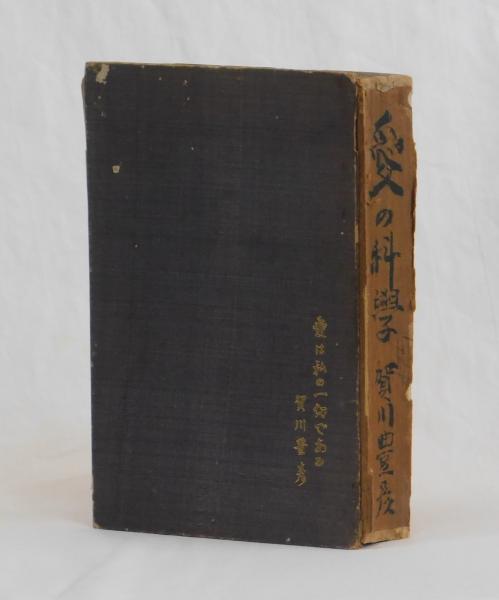 愛は私の一切である
賀川豊彦
愛の科學 賀川豊彦